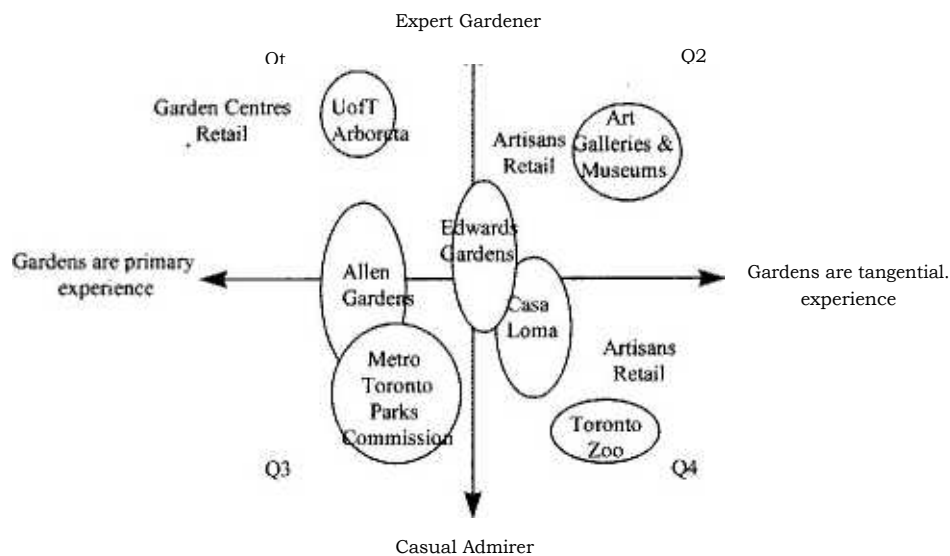 Expert Gardener
Qt
Q2
Garden Centres
Retail
UofT
Arboreta
Artisans
Retail
Art
Galleries &
Museums
Edwards
Gardens
Gardens are primary
experience
Allen
Gardens
Gardens are tangential.
experience
Casa
Loma
Metro
Toronto
Parks
Commission
Artisans
Retail
Toronto
Zoo
Q3
Q4
Casual Admirer